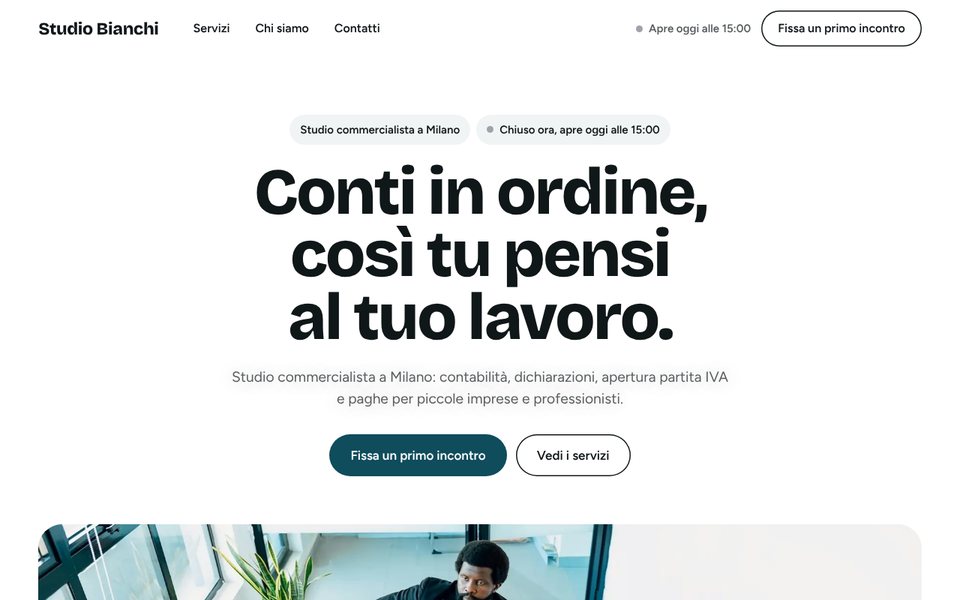 Studio Bianchi
Servizi
Chi siamo
Contatti
Apre oggi alle 15:00
Fissa un primo incontro
Studio commercialista a Milano
Chiuso ora, apre oggi alle 15:00
Conti in ordine,
così tu pensi
al tuo lavoro.
Studio commercialista a Milano: contabilità, dichiarazioni, apertura partita IVA
e paghe per piccole imprese e professionisti.
Fissa un primo incontro
Vedi i servizi